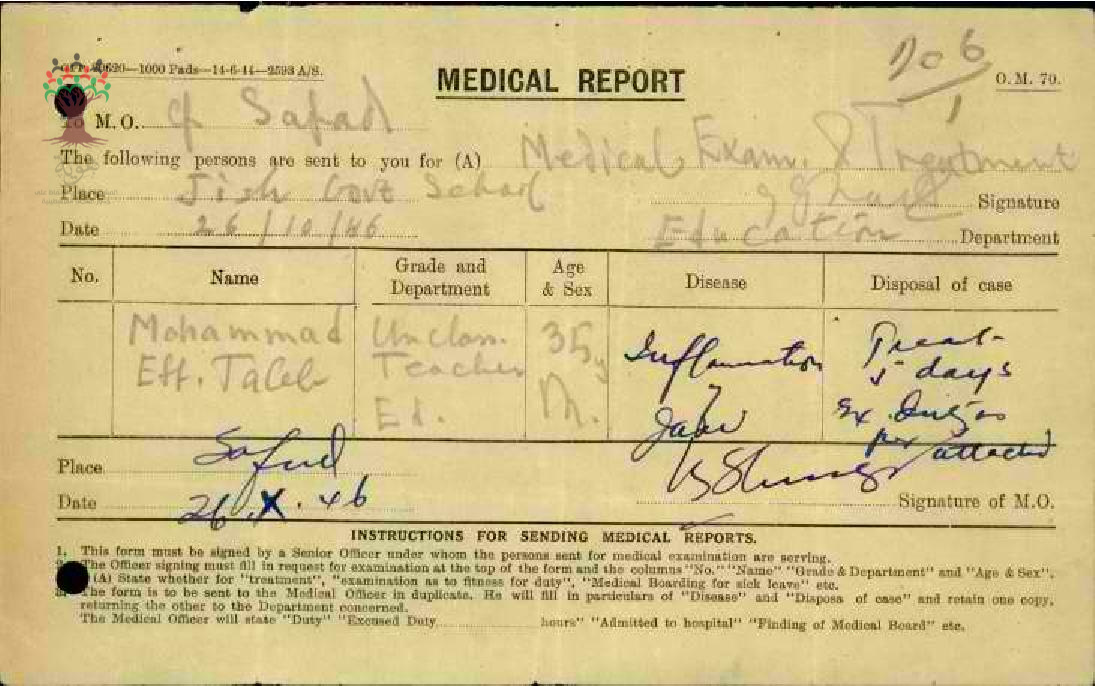 706/1
GPP. 20620—1000 Pads—14-6-44—2593 A/S.
MEDICAL REPORT
O.M. 70.
To M.O. of Safad
The following persons are sent to you for (A) Medical Exam. & Treatment
Place Jish Govt School Signature
Date 26/10/46 Education Department
No. Name Grade and Department Age & Sex Disease Disposal of case
Mohammad Unclass. 35y Inflammation Treat-
Eff. Taleb Teacher M. 5 days
Ed. Ex. Duty as
per attached
Place Safad
Date 26.X.46 Signature of M.O.
INSTRUCTIONS FOR SENDING MEDICAL REPORTS.
1. This form must be signed by a Senior Officer under whom the persons sent for medical examination are serving.
The Officer signing must fill in request for examination at the top of the form and the columns "No." "Name" "Grade & Department" and "Age & Sex".
(A) State whether for "treatment", "examination as to fitness for duty", "Medical Boarding for sick leave" etc.
The form is to be sent to the Medical Officer in duplicate. He will fill in particulars of "Disease" and "Disposa of case" and retain one copy,
returning the other to the Department concerned.
The Medical Officer will state "Duty" "Excused Duty hours" "Admitted to hospital" "Finding of Medical Board" etc.